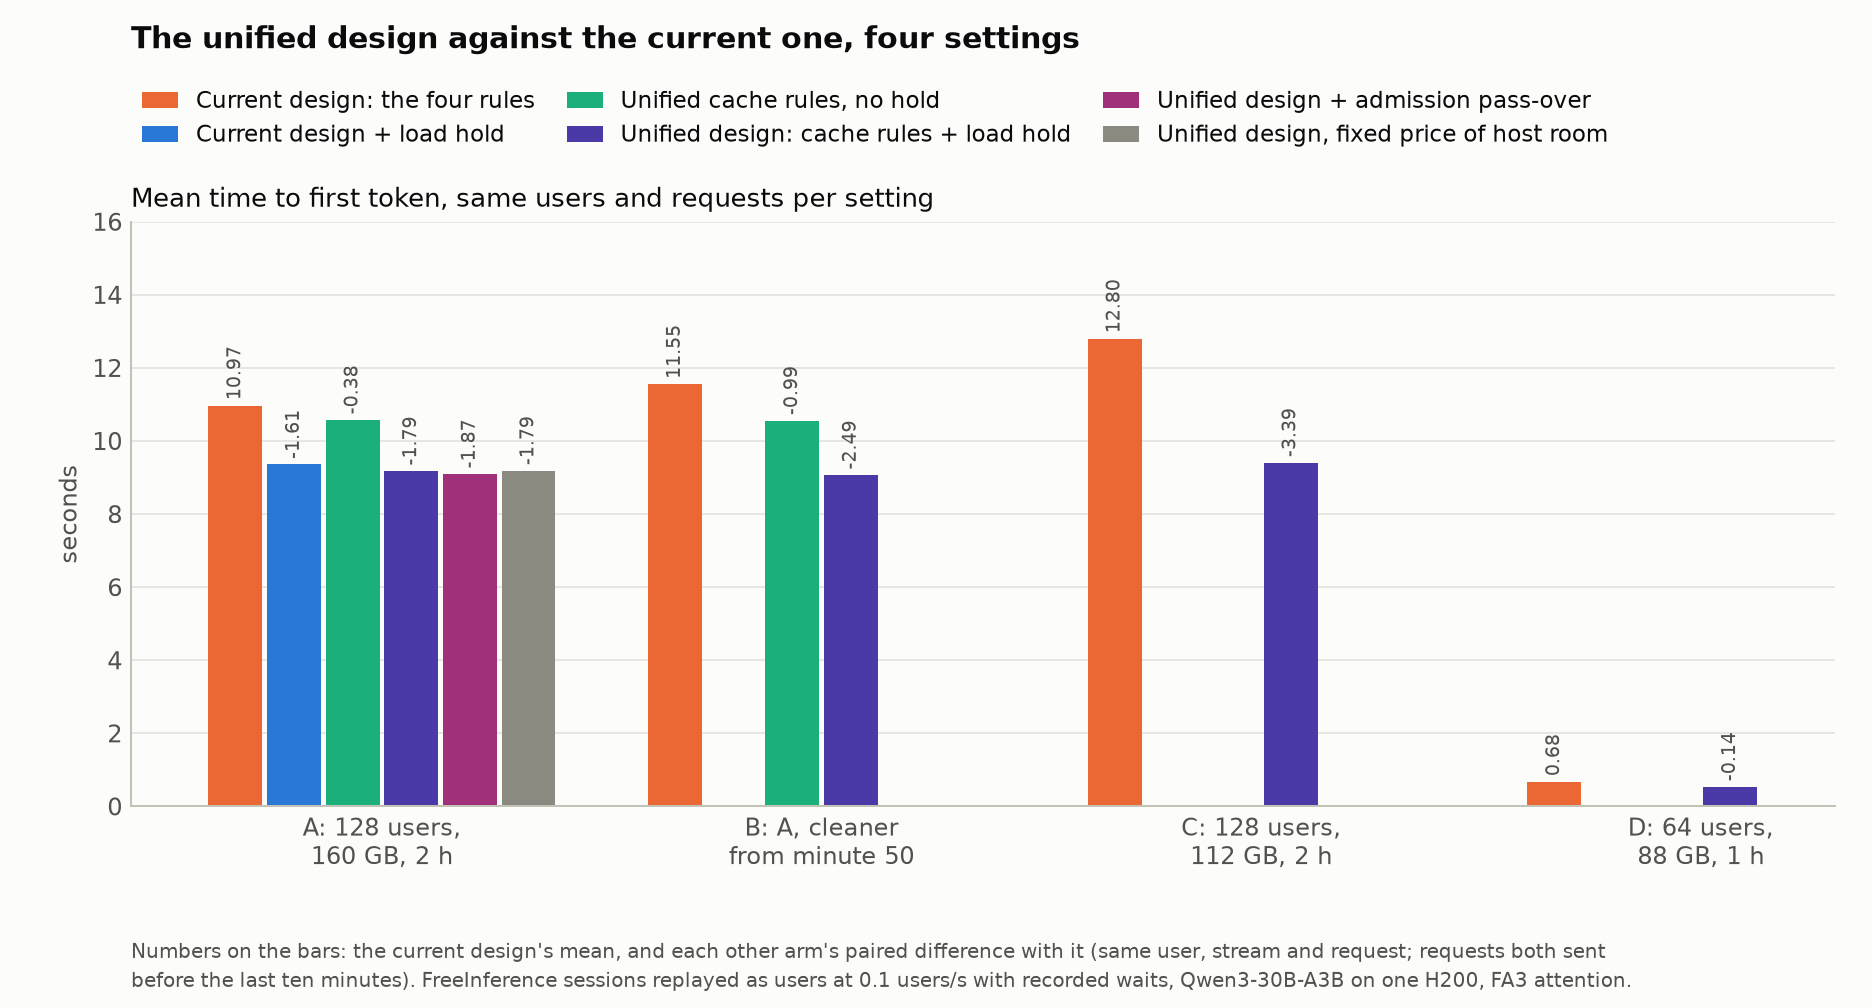 The unified design against the current one, four settings
Current design: the four rules
Unified cache rules, no hold
Unified design + admission pass-over
Current design + load hold
Unified design: cache rules + load hold
Unified design, fixed price of host room
Mean time to first token, same users and requests per setting
16
14
12
10
8
6
4
2
0
seconds
10.97
-1.61
-0.38
-1.79
-1.87
-1.79
11.55
-0.99
-2.49
12.80
-3.39
0.68
-0.14
A: 128 users,
160 GB, 2 h
B: A, cleaner
from minute 50
C: 128 users,
112 GB, 2 h
D: 64 users,
88 GB, 1 h
Numbers on the bars: the current design's mean, and each other arm's paired difference with it (same user, stream and request; requests both sent
before the last ten minutes). FreeInference sessions replayed as users at 0.1 users/s with recorded waits, Qwen3-30B-A3B on one H200, FA3 attention.